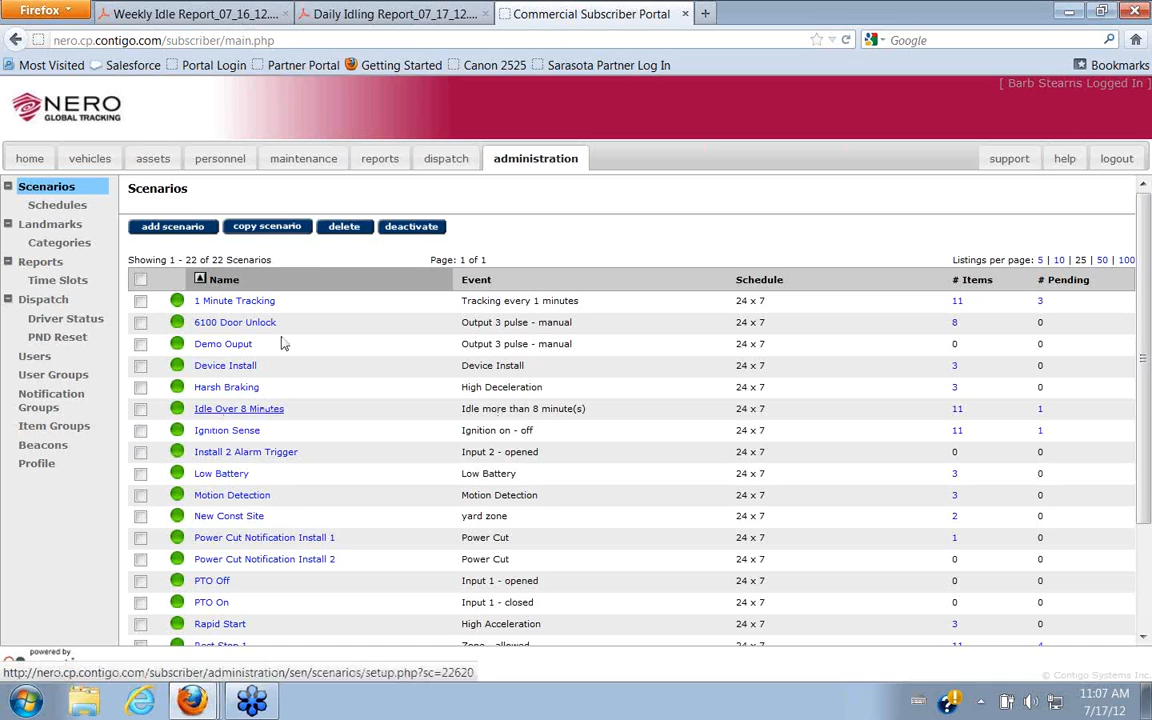 Firefox
Weekly Idle Report_07_16_12....
Daily Idling Report_07_17_12....
Commercial Subscriber Portal
nero.cp.contigo.com/subscriber/main.php
Google
Most Visited Salesforce Portal Login Partner Portal Getting Started Canon 2525 Sarasota Partner Log In Bookmarks
[ Barb Stearns Logged In ]
NERO
GLOBAL TRACKING
home vehicles assets personnel maintenance reports dispatch administration support help logout
Scenarios
Schedules
Landmarks
Categories
Reports
Time Slots
Dispatch
Driver Status
PND Reset
Users
User Groups
Notification
Groups
Item Groups
Beacons
Profile
Scenarios
add scenario copy scenario delete deactivate
Showing 1 - 22 of 22 Scenarios Page: 1 of 1 Listings per page: 5 | 10 | 25 | 50 | 100
Name Event Schedule # Items # Pending
1 Minute Tracking Tracking every 1 minutes 24 x 7 11 3
6100 Door Unlock Output 3 pulse - manual 24 x 7 8 0
Demo Ouput Output 3 pulse - manual 24 x 7 0 0
Device Install Device Install 24 x 7 3 0
Harsh Braking High Deceleration 24 x 7 3 0
Idle Over 8 Minutes Idle more than 8 minute(s) 24 x 7 11 1
Ignition Sense Ignition on - off 24 x 7 11 1
Install 2 Alarm Trigger Input 2 - opened 24 x 7 0 0
Low Battery Low Battery 24 x 7 3 0
Motion Detection Motion Detection 24 x 7 3 0
New Const Site yard zone 24 x 7 2 0
Power Cut Notification Install 1 Power Cut 24 x 7 1 0
Power Cut Notification Install 2 Power Cut 24 x 7 0 0
PTO Off Input 1 - opened 24 x 7 0 0
PTO On Input 1 - closed 24 x 7 0 0
Rapid Start High Acceleration 24 x 7 3 0
Rest Stop 1 Zone - allowed 24 x 7 11 4
powered by
http://nero.cp.contigo.com/subscriber/administration/sen/scenarios/setup.php?sc=22620
© Contigo Systems Inc.
11:07 AM
7/17/12